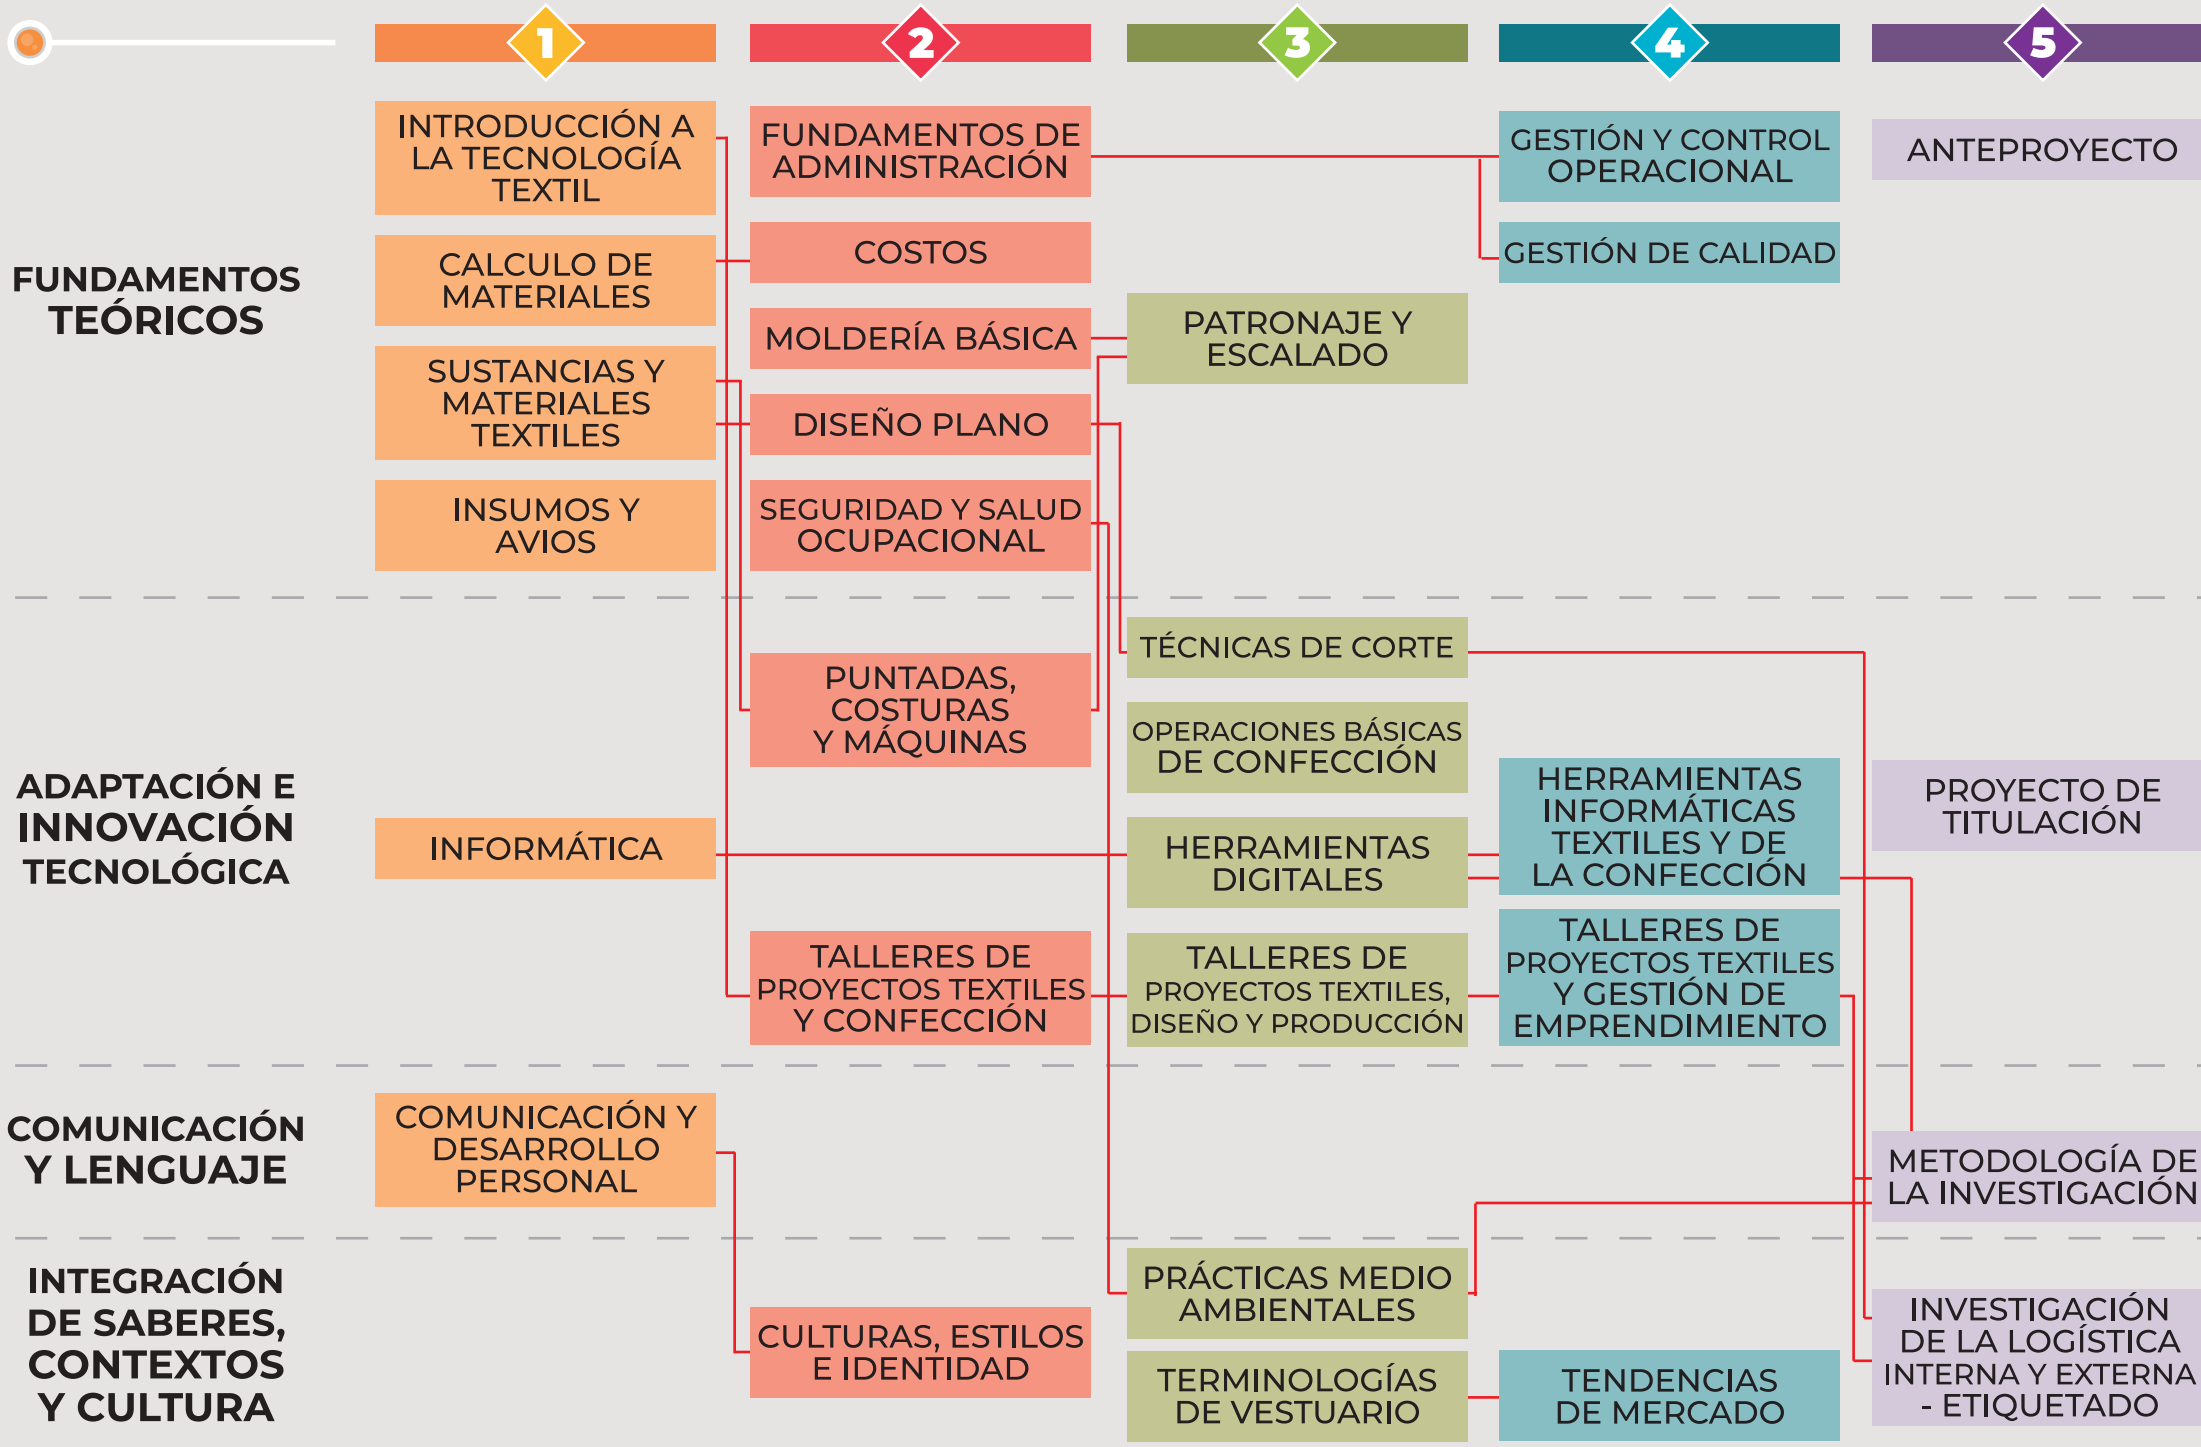 1
2
3
4
5
FUNDAMENTOS
TEÓRICOS
INTRODUCCIÓN A
LA TECNOLOGÍA
TEXTIL
CALCULO DE
MATERIALES
SUSTANCIAS Y
MATERIALES
TEXTILES
INSUMOS Y
AVIOS
FUNDAMENTOS DE
ADMINISTRACIÓN
COSTOS
MOLDERÍA BÁSICA
DISEÑO PLANO
SEGURIDAD Y SALUD
OCUPACIONAL
PATRONAJE Y
ESCALADO
GESTIÓN Y CONTROL
OPERACIONAL
GESTIÓN DE CALIDAD
ANTEPROYECTO
ADAPTACIÓN E
INNOVACIÓN
TECNOLÓGICA
INFORMÁTICA
PUNTADAS,
COSTURAS
Y MÁQUINAS
TALLERES DE
PROYECTOS TEXTILES
Y CONFECCIÓN
TÉCNICAS DE CORTE
OPERACIONES BÁSICAS
DE CONFECCIÓN
HERRAMIENTAS
DIGITALES
TALLERES DE
PROYECTOS TEXTILES,
DISEÑO Y PRODUCCIÓN
HERRAMIENTAS
INFORMÁTICAS
TEXTILES Y DE
LA CONFECCIÓN
TALLERES DE
PROYECTOS TEXTILES
Y GESTIÓN DE
EMPRENDIMIENTO
PROYECTO DE
TITULACIÓN
COMUNICACIÓN
Y LENGUAJE
COMUNICACIÓN Y
DESARROLLO
PERSONAL
METODOLOGÍA DE
LA INVESTIGACIÓN
INTEGRACIÓN
DE SABERES,
CONTEXTOS
Y CULTURA
CULTURAS, ESTILOS
E IDENTIDAD
PRÁCTICAS MEDIO
AMBIENTALES
TERMINOLOGÍAS
DE VESTUARIO
TENDENCIAS
DE MERCADO
INVESTIGACIÓN
DE LA LOGÍSTICA
INTERNA Y EXTERNA
- ETIQUETADO